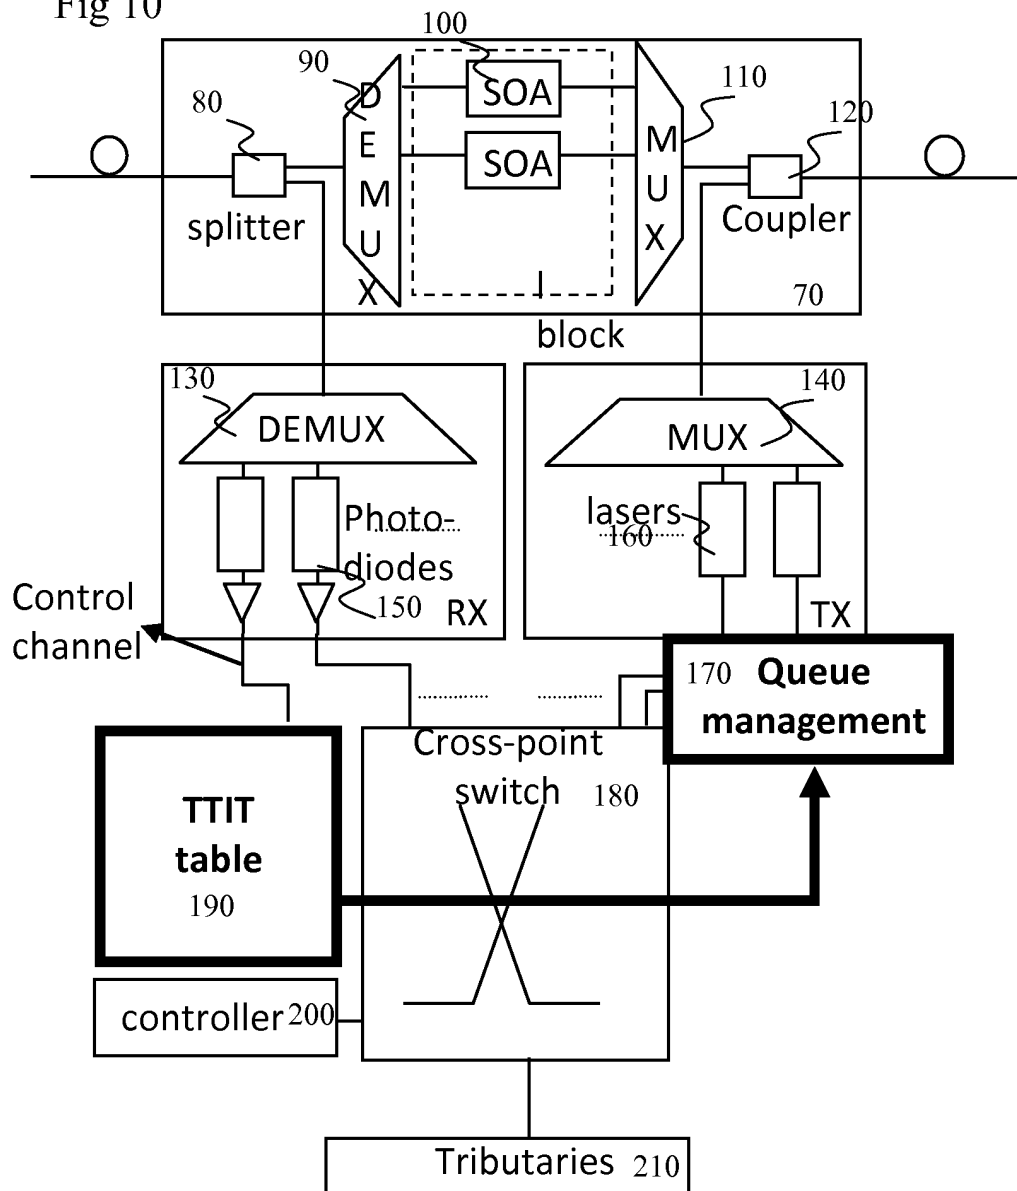 Fig 10
100
90
80
110
120
D
E
M
U
X
SOA
SOA
M
U
X
splitter
Coupler
70
block
130
DEMUX
140
MUX
Photo-
diodes
150
RX
lasers
160
TX
Control
channel
170 Queue
management
TTIT
table
190
Cross-point
switch 180
controller 200
Tributaries 210